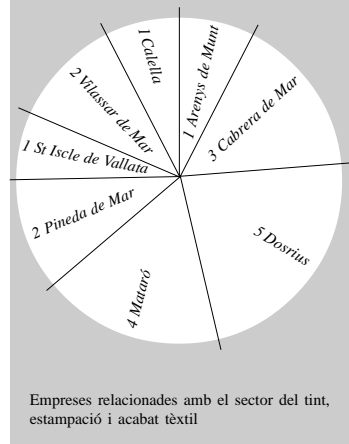 1 Calella
1 Arenys de Munt
2 Vilassar de Mar
3 Cabrera de Mar
1 St Iscle de Vallata
2 Pineda de Mar
5 Dosrius
4 Mataró
Empreses relacionades amb el sector del tint,
estampació i acabat tèxtil